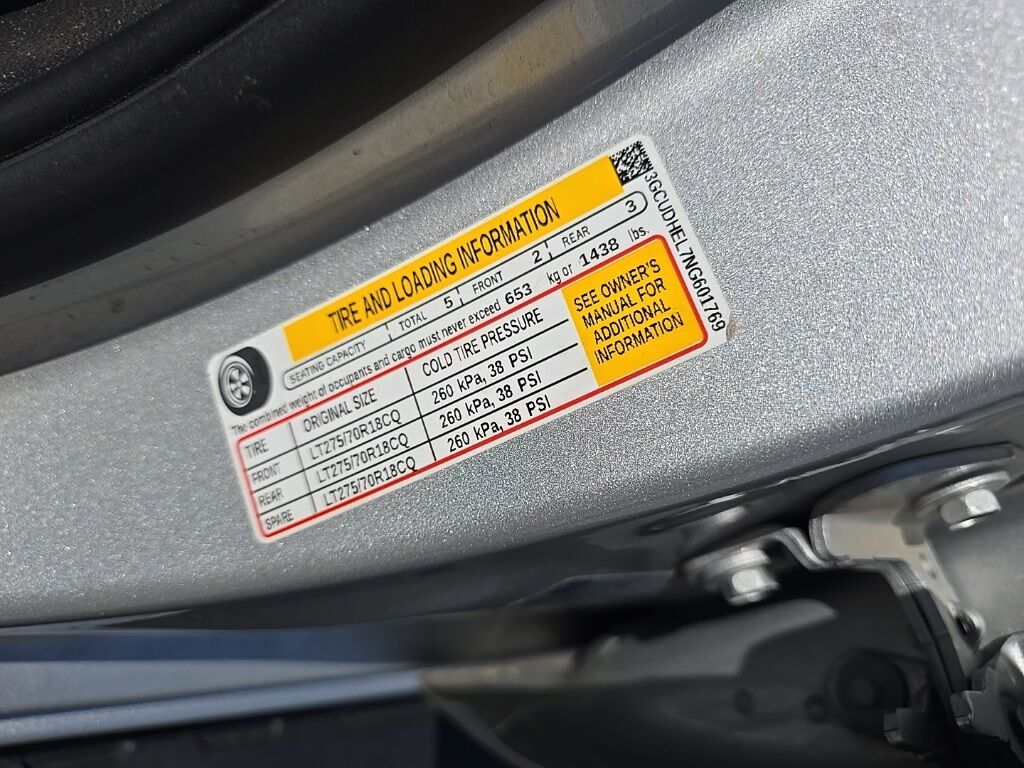 TIRE AND LOADING INFORMATION
SEATING CAPACITY TOTAL 5 FRONT 2 REAR 3
The combined weight of occupants and cargo must never exceed 653 kg or 1438 lbs.
TIRE ORIGINAL SIZE COLD TIRE PRESSURE
FRONT LT275/70R18CQ 260 kPa, 38 PSI
REAR LT275/70R18CQ 260 kPa, 38 PSI
SPARE LT275/70R18CQ 260 kPa, 38 PSI
SEE OWNER'S
MANUAL FOR
ADDITIONAL
INFORMATION
3GCUDHEL7NG601769